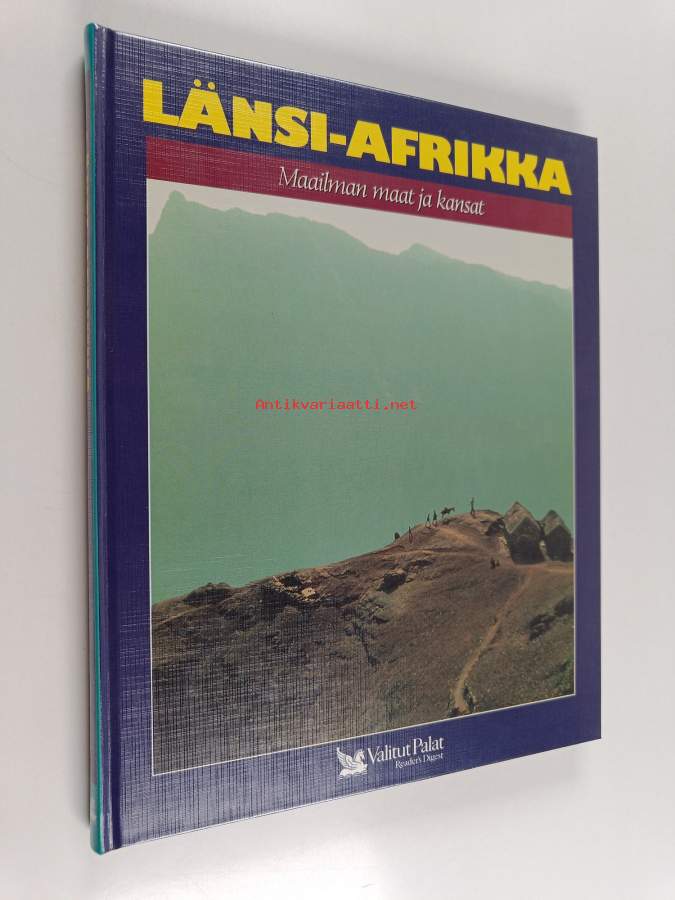 LÄNSI-AFRIKKA
Maailman maat ja kansat
Antikvariaatti.net
Valitut Palat
Reader's Digest